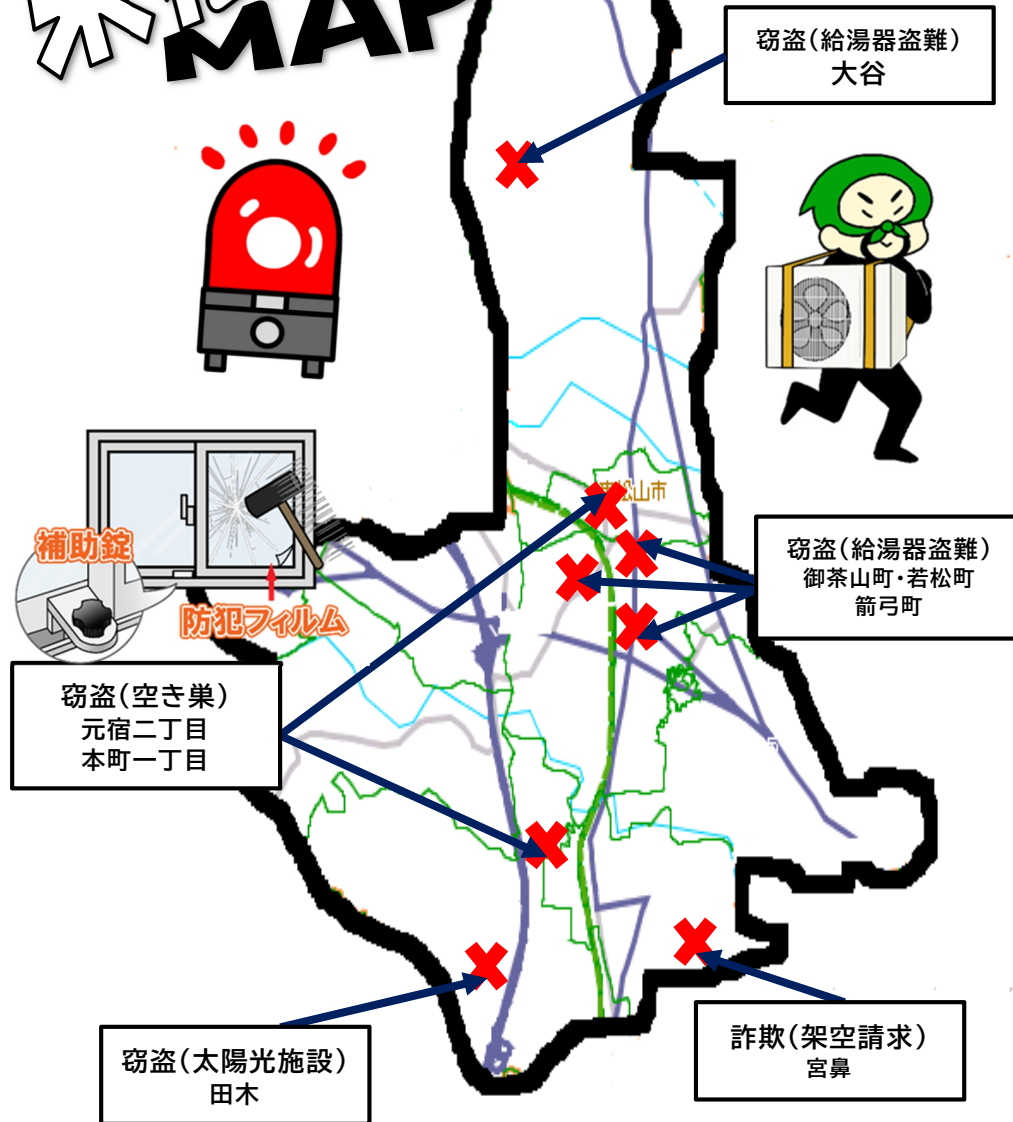 MAP
窃盗(給湯器盗難)
大谷
松山市
補助錠
防犯フィルム
窃盗(給湯器盗難)
御茶山町・若松町
箭弓町
窃盗(空き巣)
元宿二丁目
本町一丁目
窃盗(太陽光施設)
田木
詐欺(架空請求)
宮鼻